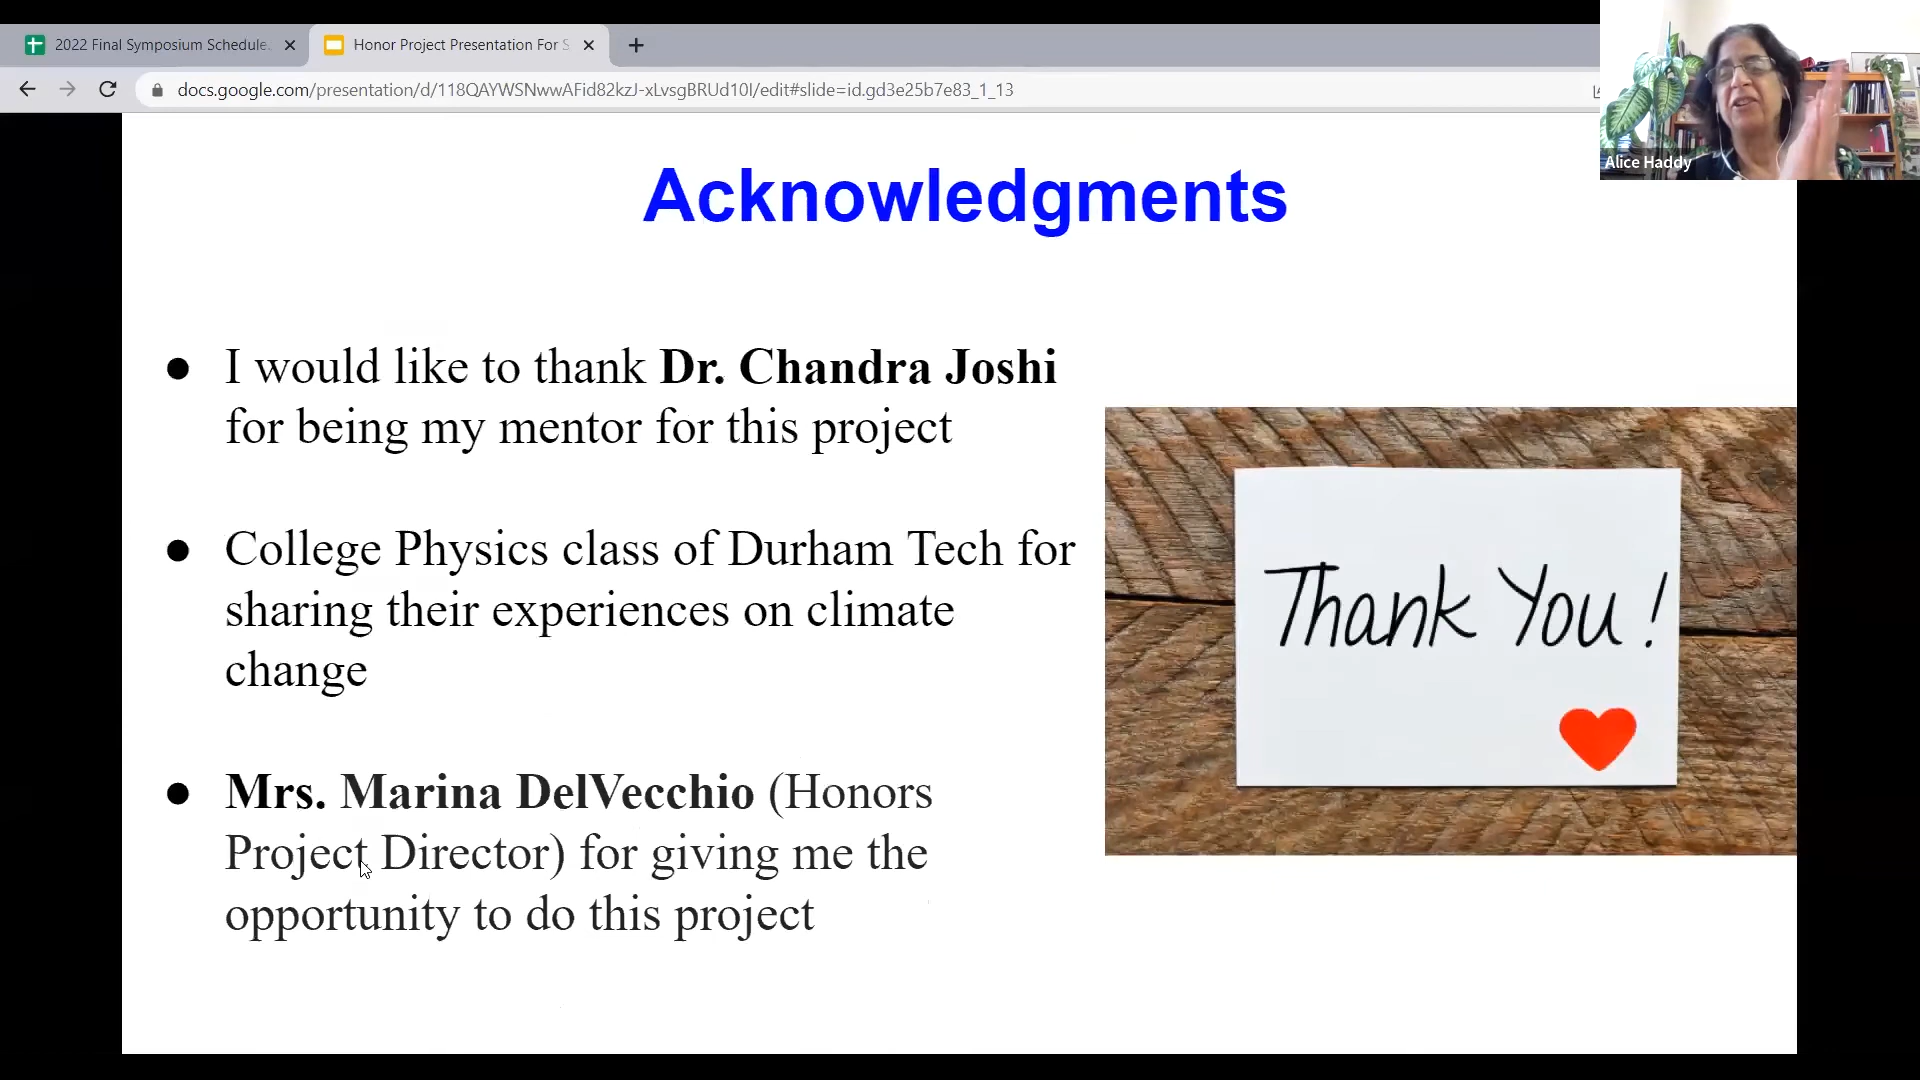 2022 Final Symposium Schedule.
Honor Project Presentation For S
docs.google.com/presentation/d/118QAYWSNwwAFid82kzJ-xLvsgBRUd10I/edit#slide=id.gd3e25b7e83_1_13
Alice Haddy
Acknowledgments
● I would like to thank Dr. Chandra Joshi
for being my mentor for this project
● College Physics class of Durham Tech for
sharing their experiences on climate
change
● Mrs. Marina DelVecchio (Honors
Project Director) for giving me the
opportunity to do this project
Thank You!